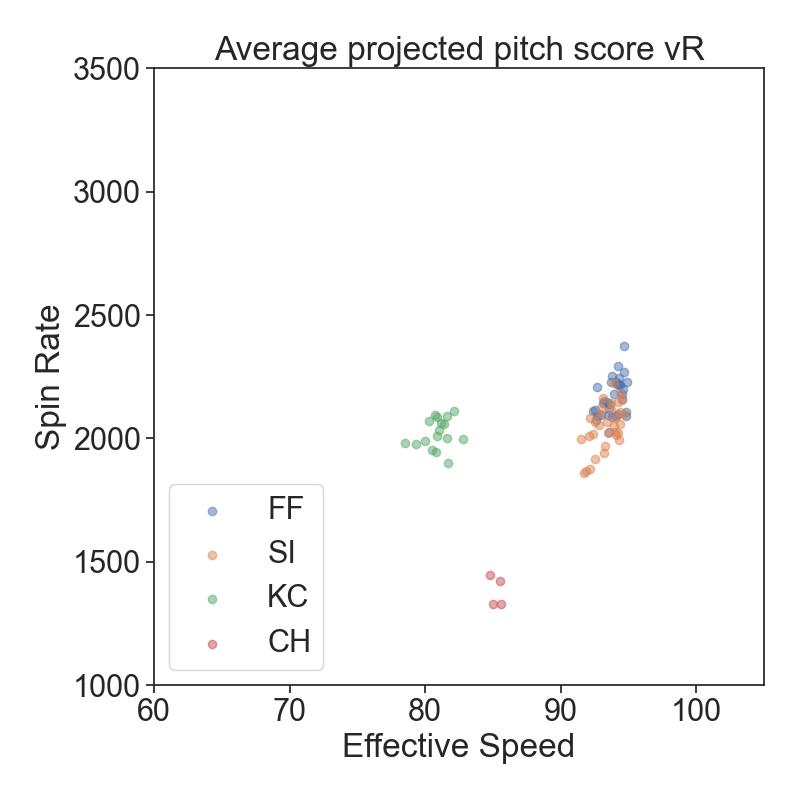 Average projected pitch score vR
3500
3000
2500
2000
1500
1000
Spin Rate
FF
SI
KC
CH
60 70 80 90 100
Effective Speed